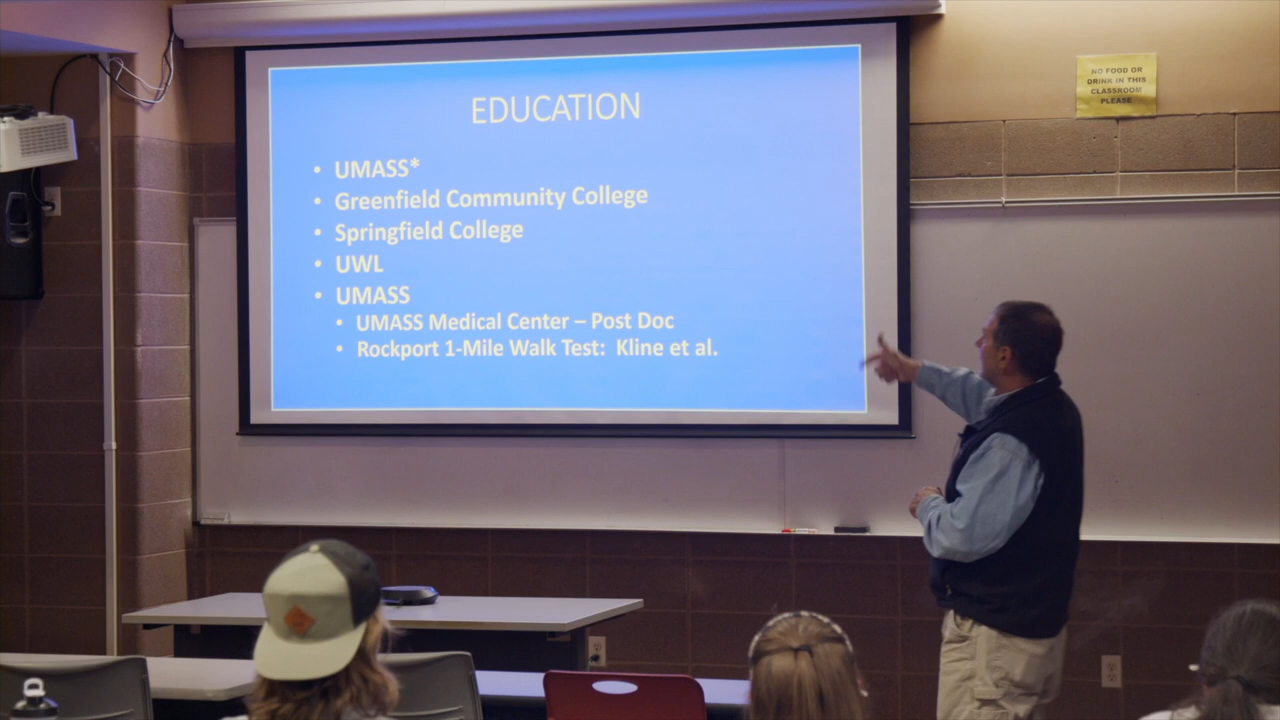 EDUCATION
• UMASS*
• Greenfield Community College
• Springfield College
• UWL
• UMASS
• UMASS Medical Center – Post Doc
• Rockport 1-Mile Walk Test: Kline et al.
NO FOOD OR
DRINK IN THIS
CLASSROOM
PLEASE